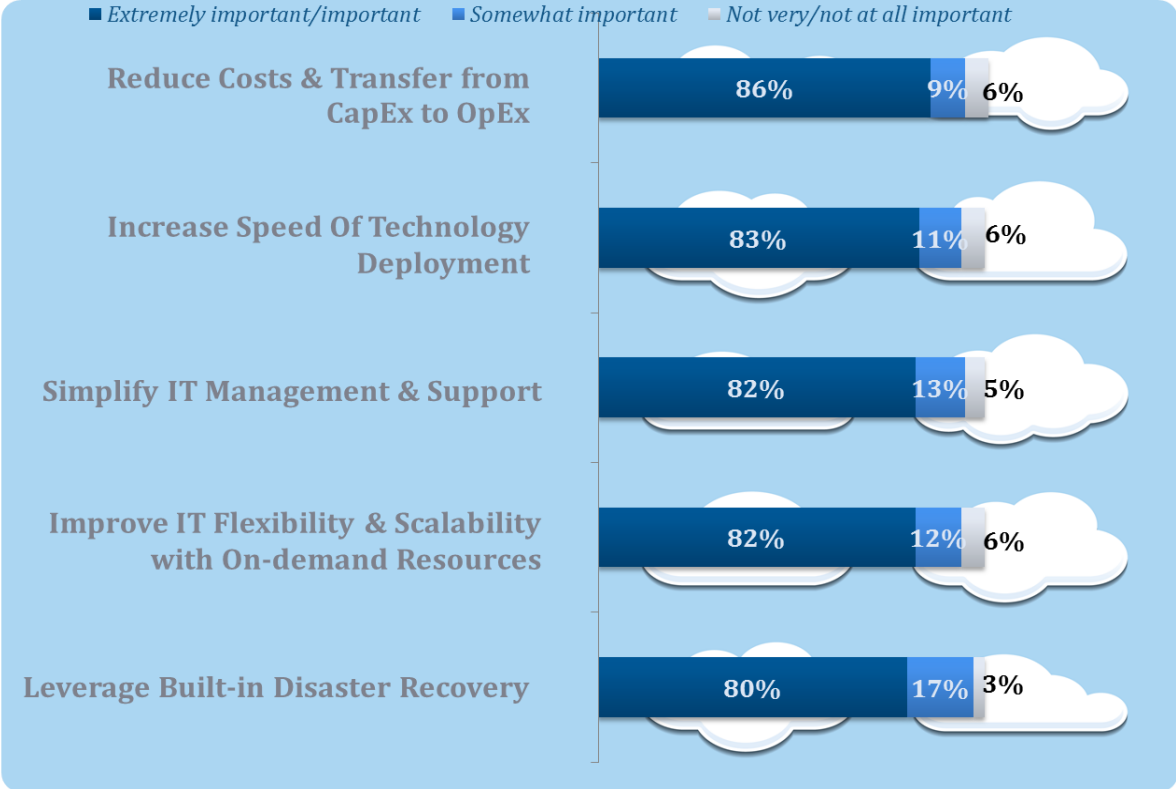 Extremely important/important Somewhat important Not very/not at all important
Reduce Costs & Transfer from
CapEx to OpEx
86% 9% 6%
Increase Speed Of Technology
Deployment
83% 11% 6%
Simplify IT Management & Support
82% 13% 5%
Improve IT Flexibility & Scalability
with On-demand Resources
82% 12% 6%
Leverage Built-in Disaster Recovery
80% 17% 3%